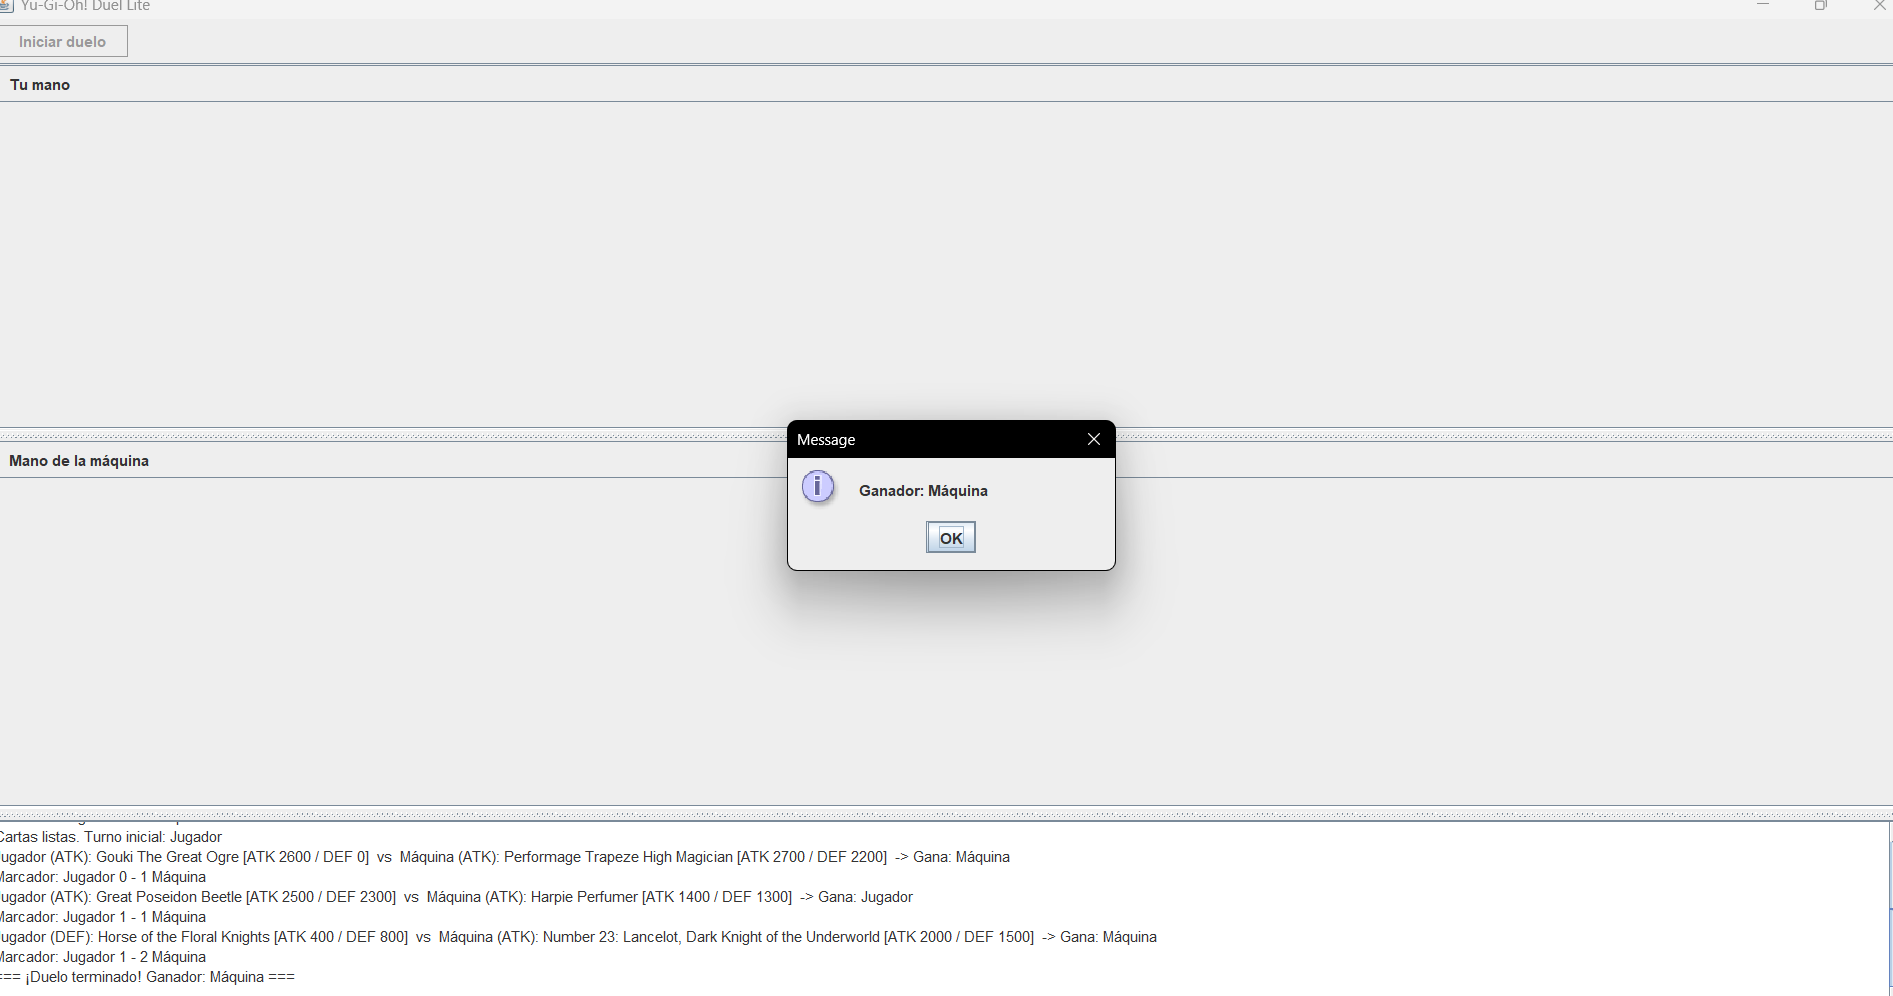 Yu-Gi-Oh! Duel Lite
Iniciar duelo
Tu mano
Mano de la máquina
Message
Ganador: Máquina
OK
Cartas listas. Turno inicial: Jugador
Jugador (ATK): Gouki The Great Ogre [ATK 2600 / DEF 0] vs Máquina (ATK): Performage Trapeze High Magician [ATK 2700 / DEF 2200] -> Gana: Máquina
Marcador: Jugador 0 - 1 Máquina
Jugador (ATK): Great Poseidon Beetle [ATK 2500 / DEF 2300] vs Máquina (ATK): Harpie Perfumer [ATK 1400 / DEF 1300] -> Gana: Jugador
Marcador: Jugador 1 - 1 Máquina
Jugador (DEF): Horse of the Floral Knights [ATK 400 / DEF 800] vs Máquina (ATK): Number 23: Lancelot, Dark Knight of the Underworld [ATK 2000 / DEF 1500] -> Gana: Máquina
Marcador: Jugador 1 - 2 Máquina
=== ¡Duelo terminado! Ganador: Máquina ===